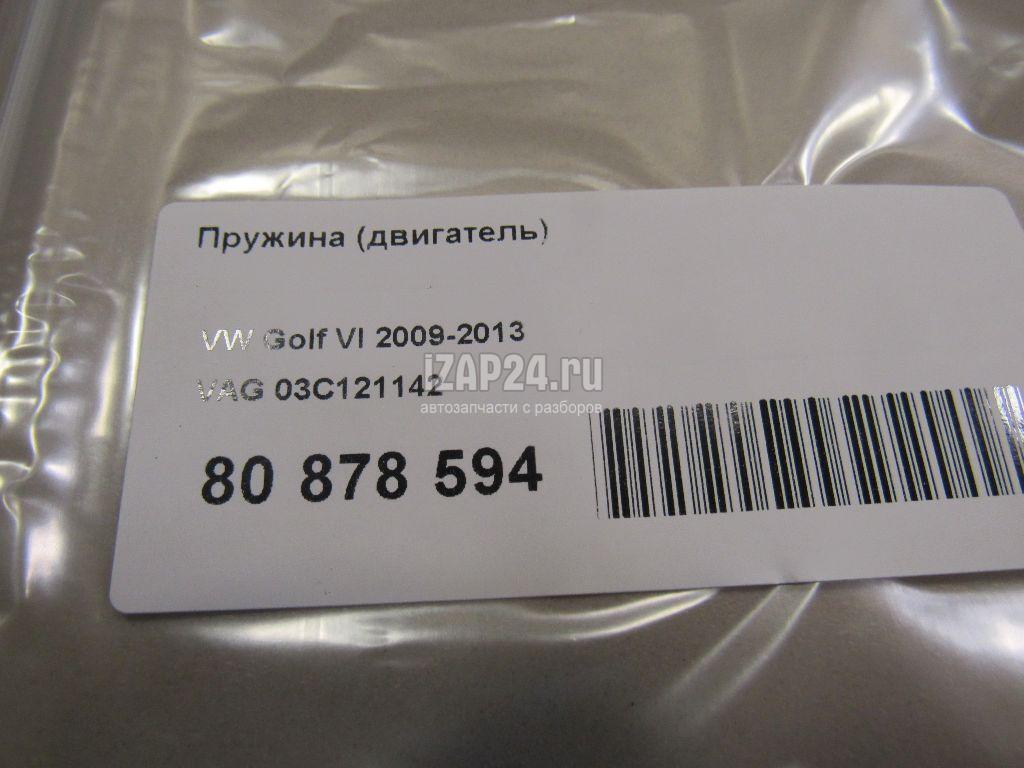 Пружина (двигатель)
VW Golf VI 2009-2013
iZAP24.ru
VAG 03C121142
автозапчасти с разборов
80 878 594